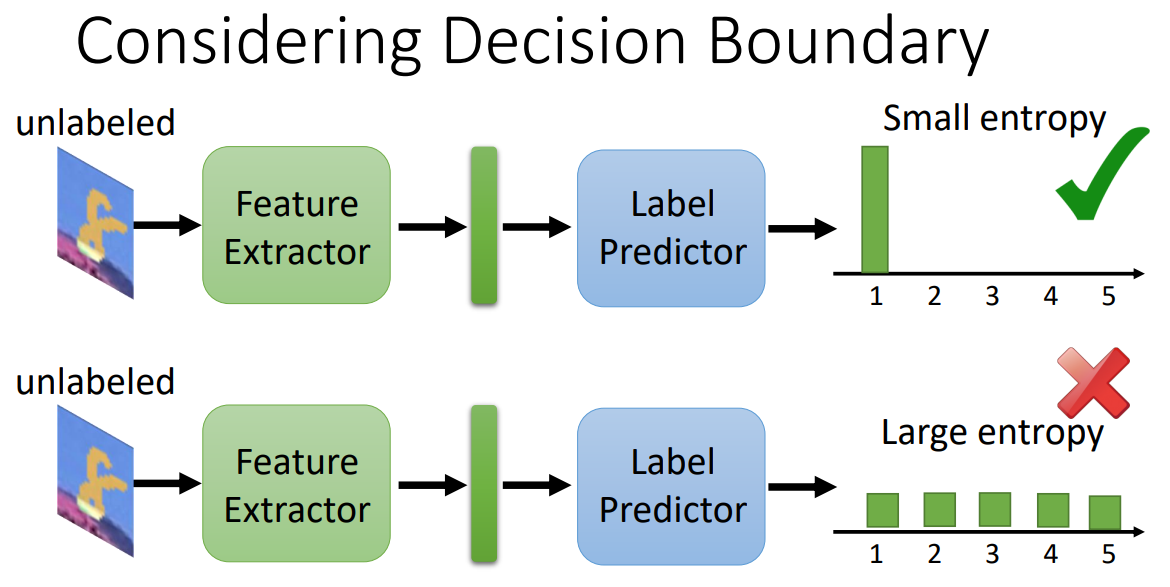 Considering Decision Boundary
unlabeled
Feature
Extractor
Label
Predictor
Small entropy
1 2 3 4 5
unlabeled
Feature
Extractor
Label
Predictor
Large entropy
1 2 3 4 5